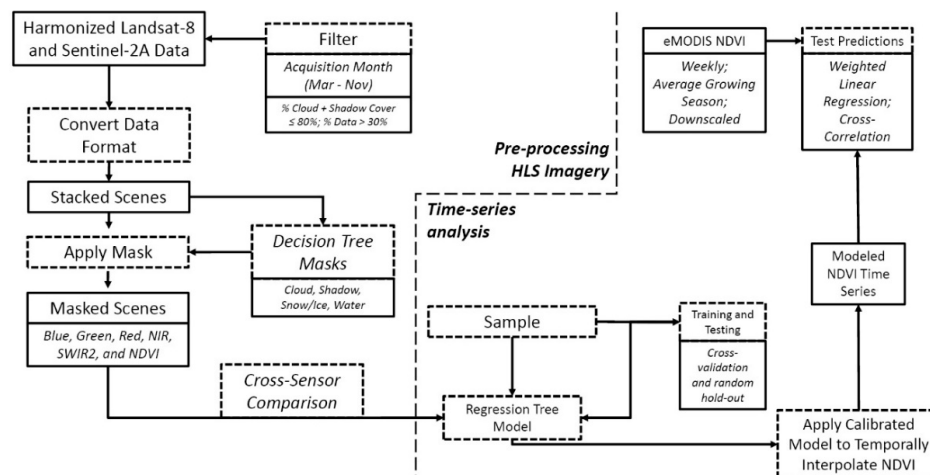 Harmonized Landsat-8
and Sentinel-2A Data
Filter
Acquisition Month
(Mar - Nov)
% Cloud + Shadow Cover
≤ 80%; % Data > 30%
Convert Data
Format
Stacked Scenes
Apply Mask
Decision Tree
Masks
Cloud, Shadow,
Snow/Ice, Water
Masked Scenes
Blue, Green, Red, NIR,
SWIR2, and NDVI
Cross-Sensor
Comparison
Pre-processing
HLS Imagery
Time-series
analysis
Sample
Training and
Testing
Cross-
validation
and random
hold-out
Regression Tree
Model
Apply Calibrated
Model to Temporally
Interpolate NDVI
Modeled
NDVI Time
Series
eMODIS NDVI
Weekly;
Average Growing
Season;
Downscaled
Test Predictions
Weighted
Linear
Regression;
Cross-
Correlation